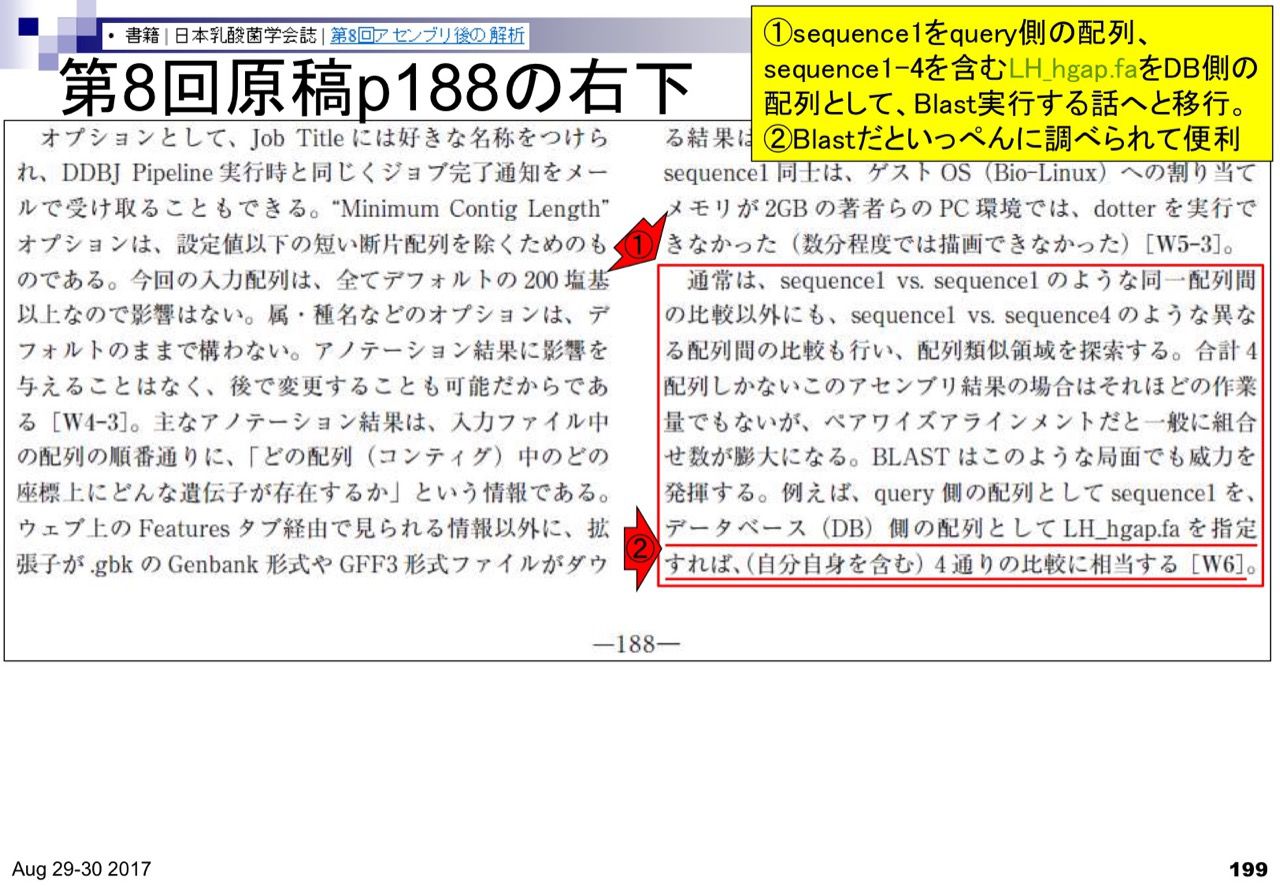 • 書籍 | 日本乳酸菌学会誌 | 第8回アセンブリ後の解析
第8回原稿p188の右下
①sequence1をquery側の配列、
sequence1-4を含むLH_hgap.faをDB側の
配列として、Blast実行する話へと移行。
②Blastだといっぺんに調べられて便利
オプションとして、Job Title には好きな名称をつけら
れ、DDBJ Pipeline 実行時と同じくジョブ完了通知をメー
ルで受け取ることもできる。“Minimum Contig Length”
オプションは、設定値以下の短い断片配列を除くためのも
のである。今回の入力配列は、全てデフォルトの 200 塩基
以上なので影響はない。属・種名などのオプションは、デ
フォルトのままで構わない。アノテーション結果に影響を
与えることはなく、後で変更することも可能だからであ
る［W4-3］。主なアノテーション結果は、入力ファイル中
の配列の順番通りに、「どの配列（コンティグ）中のどの
座標上にどんな遺伝子が存在するか」という情報である。
ウェブ上の Features タブ経由で見られる情報以外に、拡
張子が .gbk の Genbank 形式や GFF3 形式ファイルがダウ
る結果は
sequence1 同士は、ゲスト OS（Bio-Linux）への割り当て
メモリが 2GB の著者らの PC 環境では、dotter を実行で
①
きなかった（数分程度では描画できなかった）［W5-3］。
通常は、sequence1 vs. sequence1 のような同一配列間
の比較以外にも、sequence1 vs. sequence4 のような異な
る配列間の比較も行い、配列類似領域を探索する。合計 4
配列しかないこのアセンブリ結果の場合はそれほどの作業
量でもないが、ペアワイズアラインメントだと一般に組合
せ数が膨大になる。BLAST はこのような局面でも威力を
発揮する。例えば、query 側の配列として sequence1 を、
データベース（DB）側の配列として LH_hgap.fa を指定
②
すれば、（自分自身を含む）4 通りの比較に相当する［W6］。
—188—
Aug 29-30 2017
199